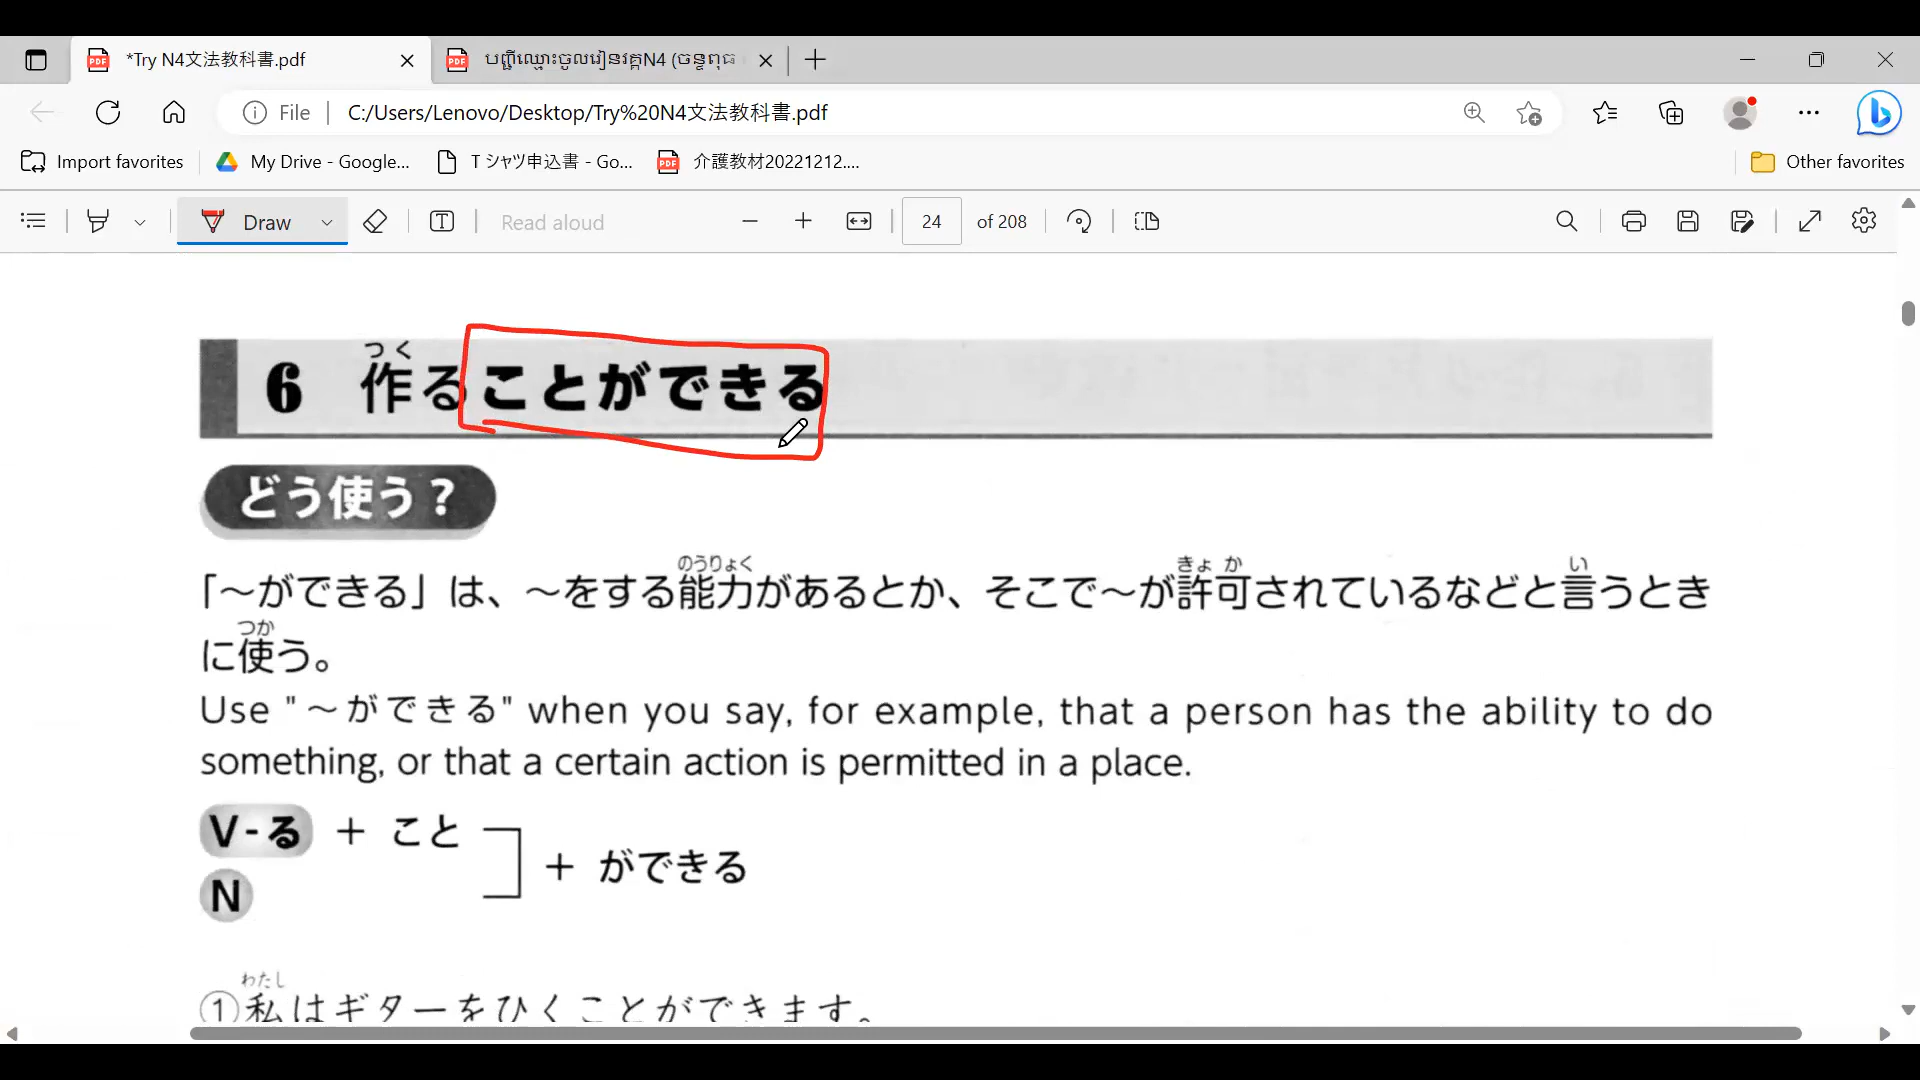 *Try N4文法教科書.pdf
បញ្ជីឈ្មោះចូលរៀនវគ្គN4 (ចន្ទពុធ
File
C:/Users/Lenovo/Desktop/Try%20N4文法教科書.pdf
Import favorites
My Drive - Google...
T シャツ申込書 - Go...
介護教材20221212....
Other favorites
Draw
Read aloud
24
of 208
つく
6 作ることができる
どう使う？
のうりょく きょ か い
「～ができる」は、～をする能力があるとか、そこで～が許可されているなどと言うとき
つか
に使う。
Use "～ができる" when you say, for example, that a person has the ability to do
something, or that a certain action is permitted in a place.
V-る + こと
+ ができる
N
わたし
①私はギターをひくことができます。